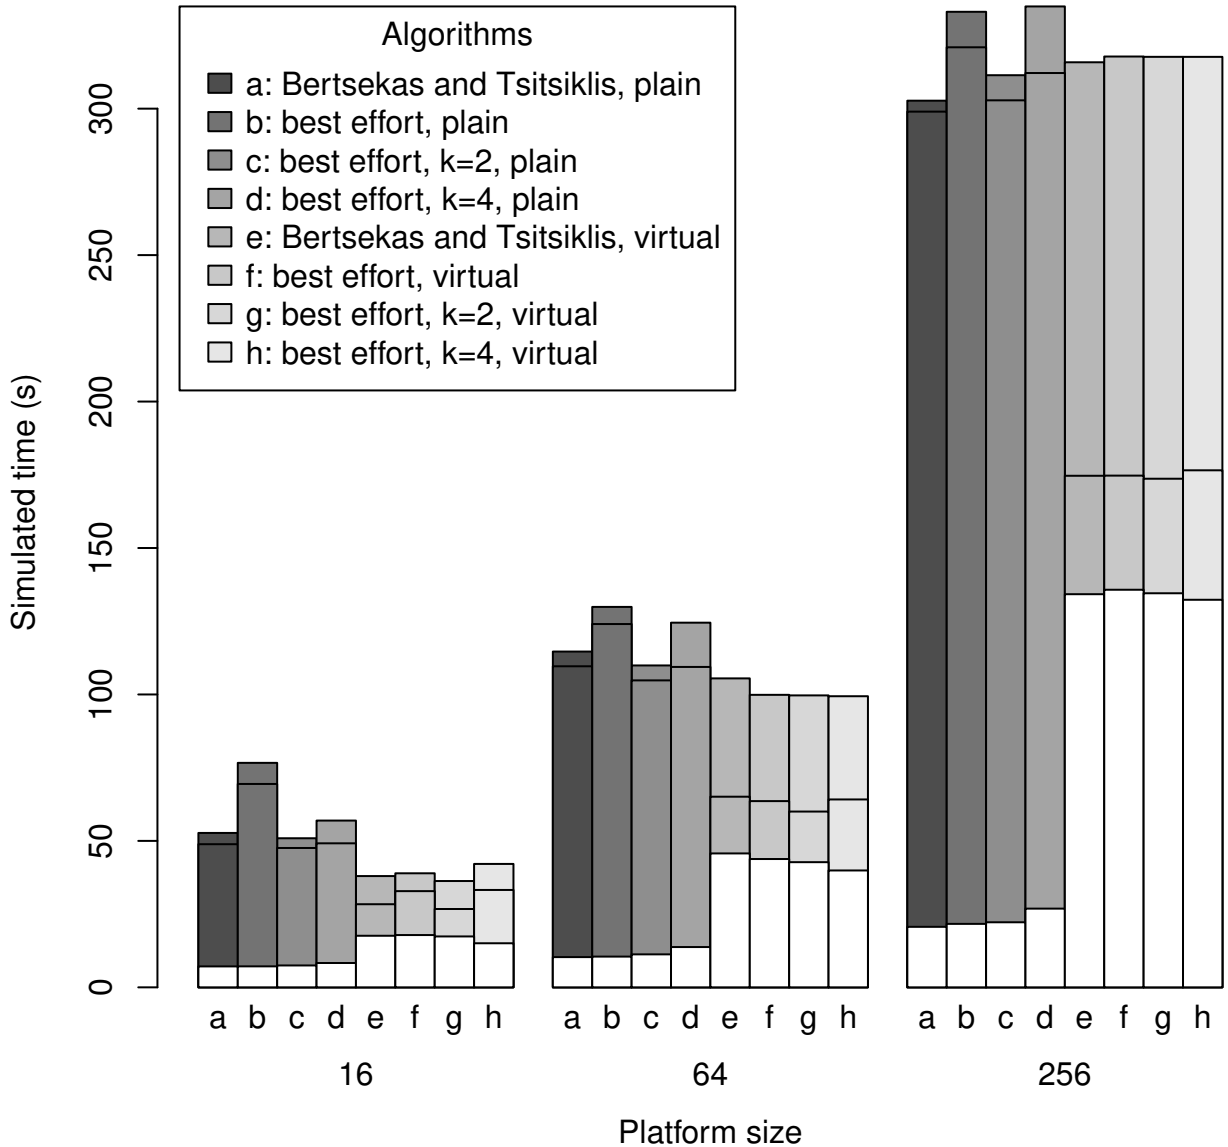 Algorithms
a: Bertsekas and Tsitsiklis, plain
b: best effort, plain
c: best effort, k=2, plain
d: best effort, k=4, plain
e: Bertsekas and Tsitsiklis, virtual
f: best effort, virtual
g: best effort, k=2, virtual
h: best effort, k=4, virtual
Simulated time (s)
300
250
200
150
100
50
0
a b c d e f g h a b c d e f g h a b c d e f g h
16 64 256
Platform size